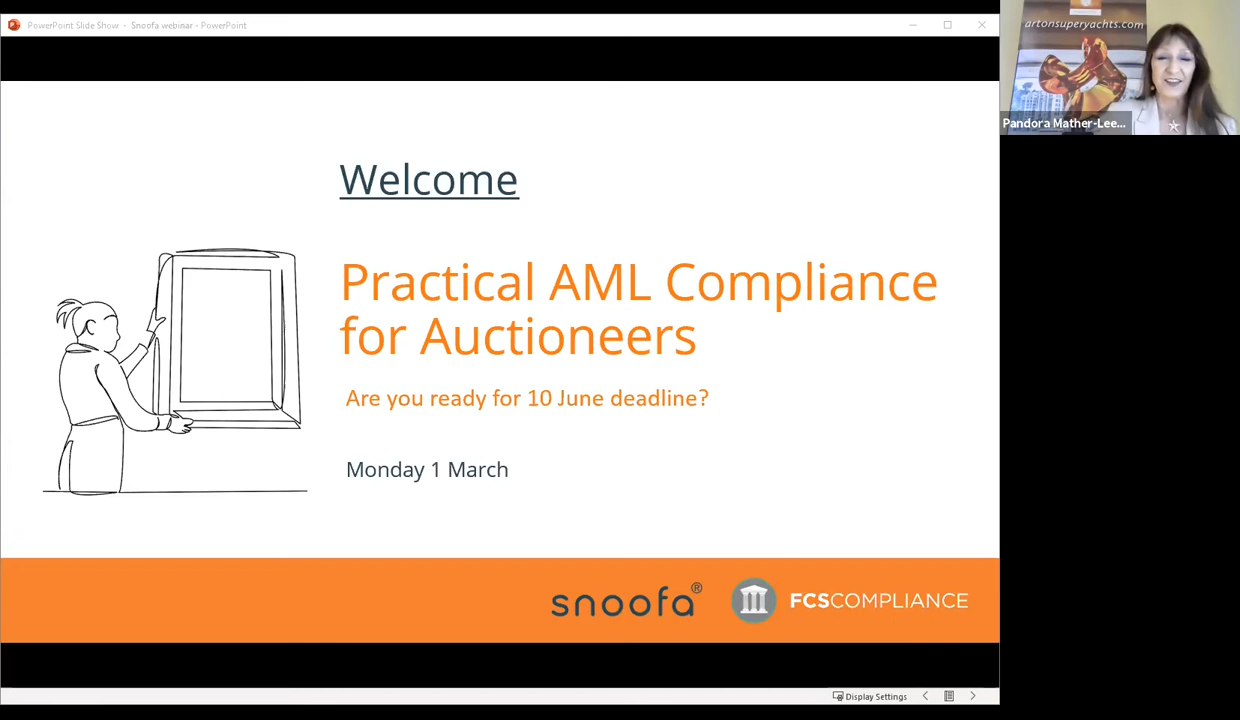 PowerPoint Slide Show - Snoofa webinar - PowerPoint
artonsuperyachts.com
Pandora Mather-Lee...
Welcome
Practical AML Compliance
for Auctioneers
Are you ready for 10 June deadline?
Monday 1 March
snoofa®
FCSCOMPLIANCE
Display Settings